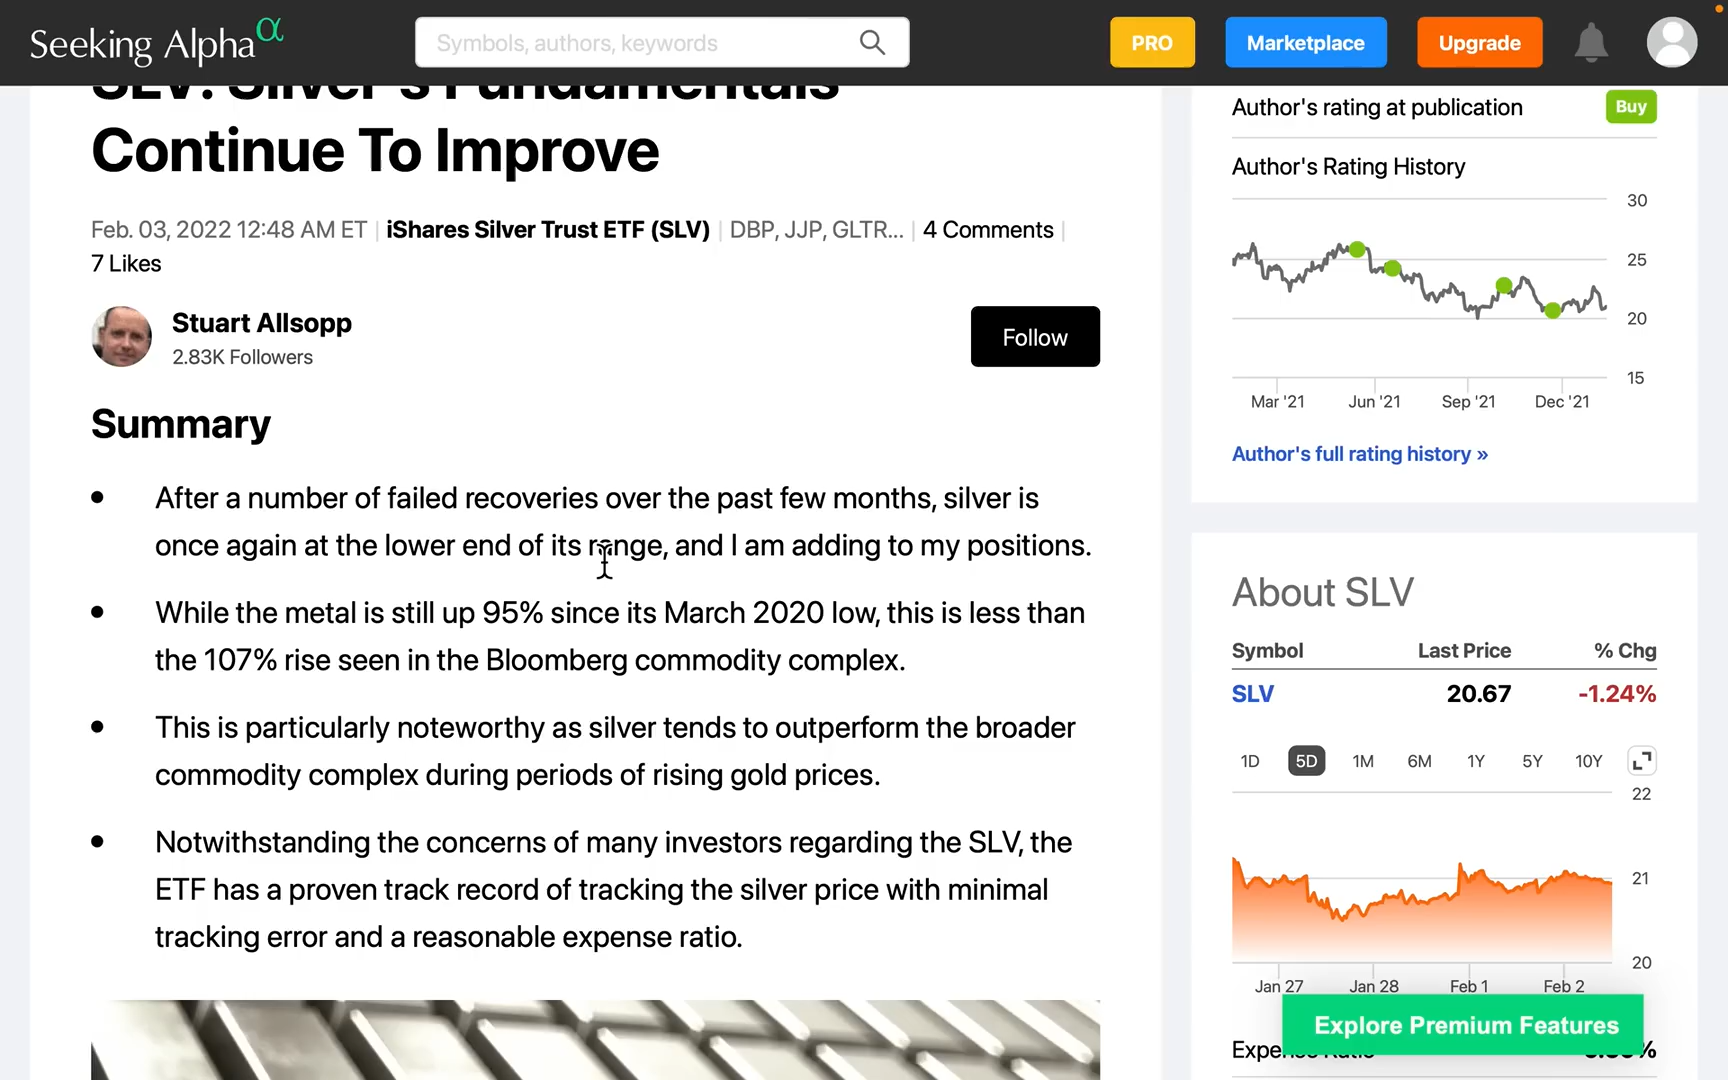 Seeking Alpha α
Symbols, authors, keywords
PRO
Marketplace
Upgrade
SLV: Silver's Fundamentals
Continue To Improve
Feb. 03, 2022 12:48 AM ET | iShares Silver Trust ETF (SLV) | DBP, JJP, GLTR... | 4 Comments |
7 Likes
Stuart Allsopp
2.83K Followers
Follow
Summary
• After a number of failed recoveries over the past few months, silver is
once again at the lower end of its range, and I am adding to my positions.
• While the metal is still up 95% since its March 2020 low, this is less than
the 107% rise seen in the Bloomberg commodity complex.
• This is particularly noteworthy as silver tends to outperform the broader
commodity complex during periods of rising gold prices.
• Notwithstanding the concerns of many investors regarding the SLV, the
ETF has a proven track record of tracking the silver price with minimal
tracking error and a reasonable expense ratio.
Author's rating at publication Buy
Author's Rating History
30
25
20
15
Mar '21 Jun '21 Sep '21 Dec '21
Author's full rating history »
About SLV
Symbol Last Price % Chg
SLV 20.67 -1.24%
1D 5D 1M 6M 1Y 5Y 10Y
22
21
20
Jan 27 Jan 28 Feb 1 Feb 2
Explore Premium Features
Expense Ratio